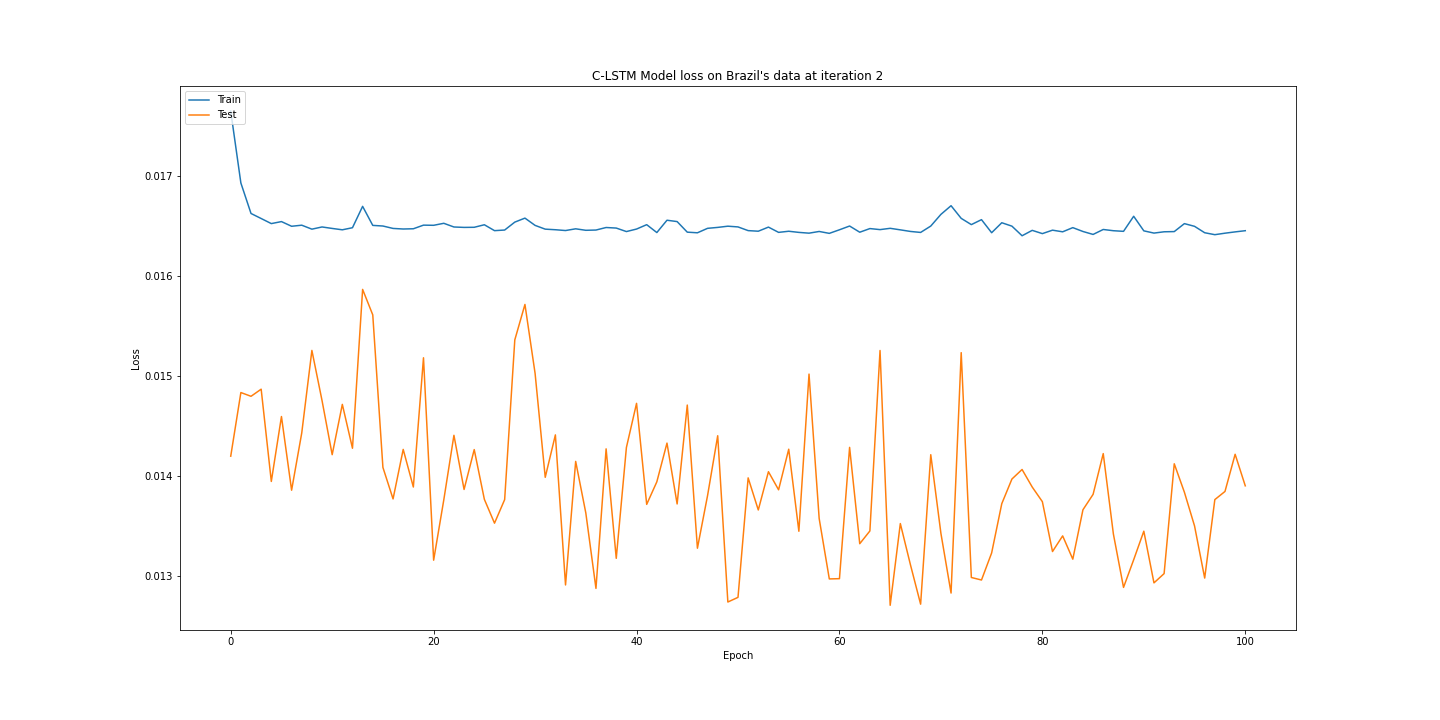 C-LSTM Model loss on Brazil's data at iteration 2
Train
Test
0.017
0.016
0.015
0.014
0.013
Loss
0 20 40 60 80 100
Epoch